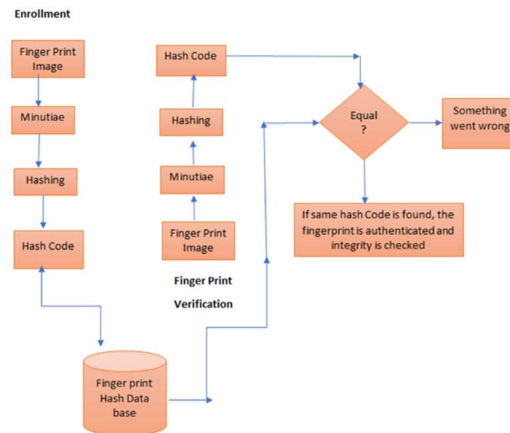 Enrollment
Finger Print
Image
Minutiae
Hashing
Hash Code
Finger print
Hash Data
base
Hash Code
Hashing
Minutiae
Finger Print
Image
Finger Print
Verification
Equal
?
Something
went wrong
If same hash Code is found, the
fingerprint is authenticated and
integrity is checked